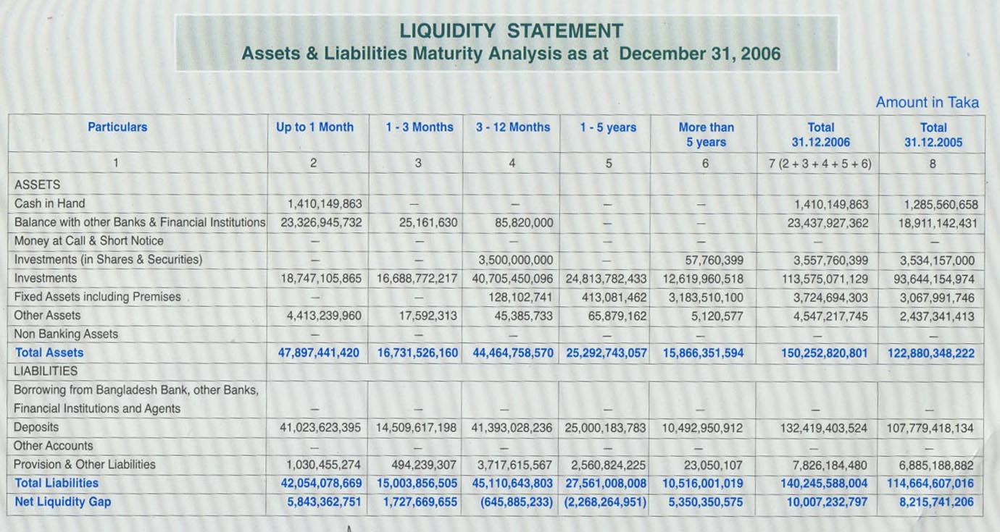 LIQUIDITY STATEMENT
Assets & Liabilities Maturity Analysis as at December 31, 2006
Amount in Taka
Particulars Up to 1 Month 1 - 3 Months 3 - 12 Months 1 - 5 years More than 5 years Total 31.12.2006 Total 31.12.2005
1 2 3 4 5 6 7 (2 + 3 + 4 + 5 + 6) 8
ASSETS
Cash in Hand 1,410,149,863 – – – – 1,410,149,863 1,285,560,658
Balance with other Banks & Financial Institutions 23,326,945,732 25,161,630 85,820,000 – – 23,437,927,362 18,911,142,431
Money at Call & Short Notice – – – – – – –
Investments (in Shares & Securities) – – 3,500,000,000 – 57,760,399 3,557,760,399 3,534,157,000
Investments 18,747,105,865 16,688,772,217 40,705,450,096 24,813,782,433 12,619,960,518 113,575,071,129 93,644,154,974
Fixed Assets including Premises – – 128,102,741 413,081,462 3,183,510,100 3,724,694,303 3,067,991,746
Other Assets 4,413,239,960 17,592,313 45,385,733 65,879,162 5,120,577 4,547,217,745 2,437,341,413
Non Banking Assets – – – – – – –
Total Assets 47,897,441,420 16,731,526,160 44,464,758,570 25,292,743,057 15,866,351,594 150,252,820,801 122,880,348,222
LIABILITIES
Borrowing from Bangladesh Bank, other Banks,
Financial Institutions and Agents – – – – – – –
Deposits 41,023,623,395 14,509,617,198 41,393,028,236 25,000,183,783 10,492,950,912 132,419,403,524 107,779,418,134
Other Accounts – – – – – – –
Provision & Other Liabilities 1,030,455,274 494,239,307 3,717,615,567 2,560,824,225 23,050,107 7,826,184,480 6,885,188,882
Total Liabilities 42,054,078,669 15,003,856,505 45,110,643,803 27,561,008,008 10,516,001,019 140,245,588,004 114,664,607,016
Net Liquidity Gap 5,843,362,751 1,727,669,655 (645,885,233) (2,268,264,951) 5,350,350,575 10,007,232,797 8,215,741,206